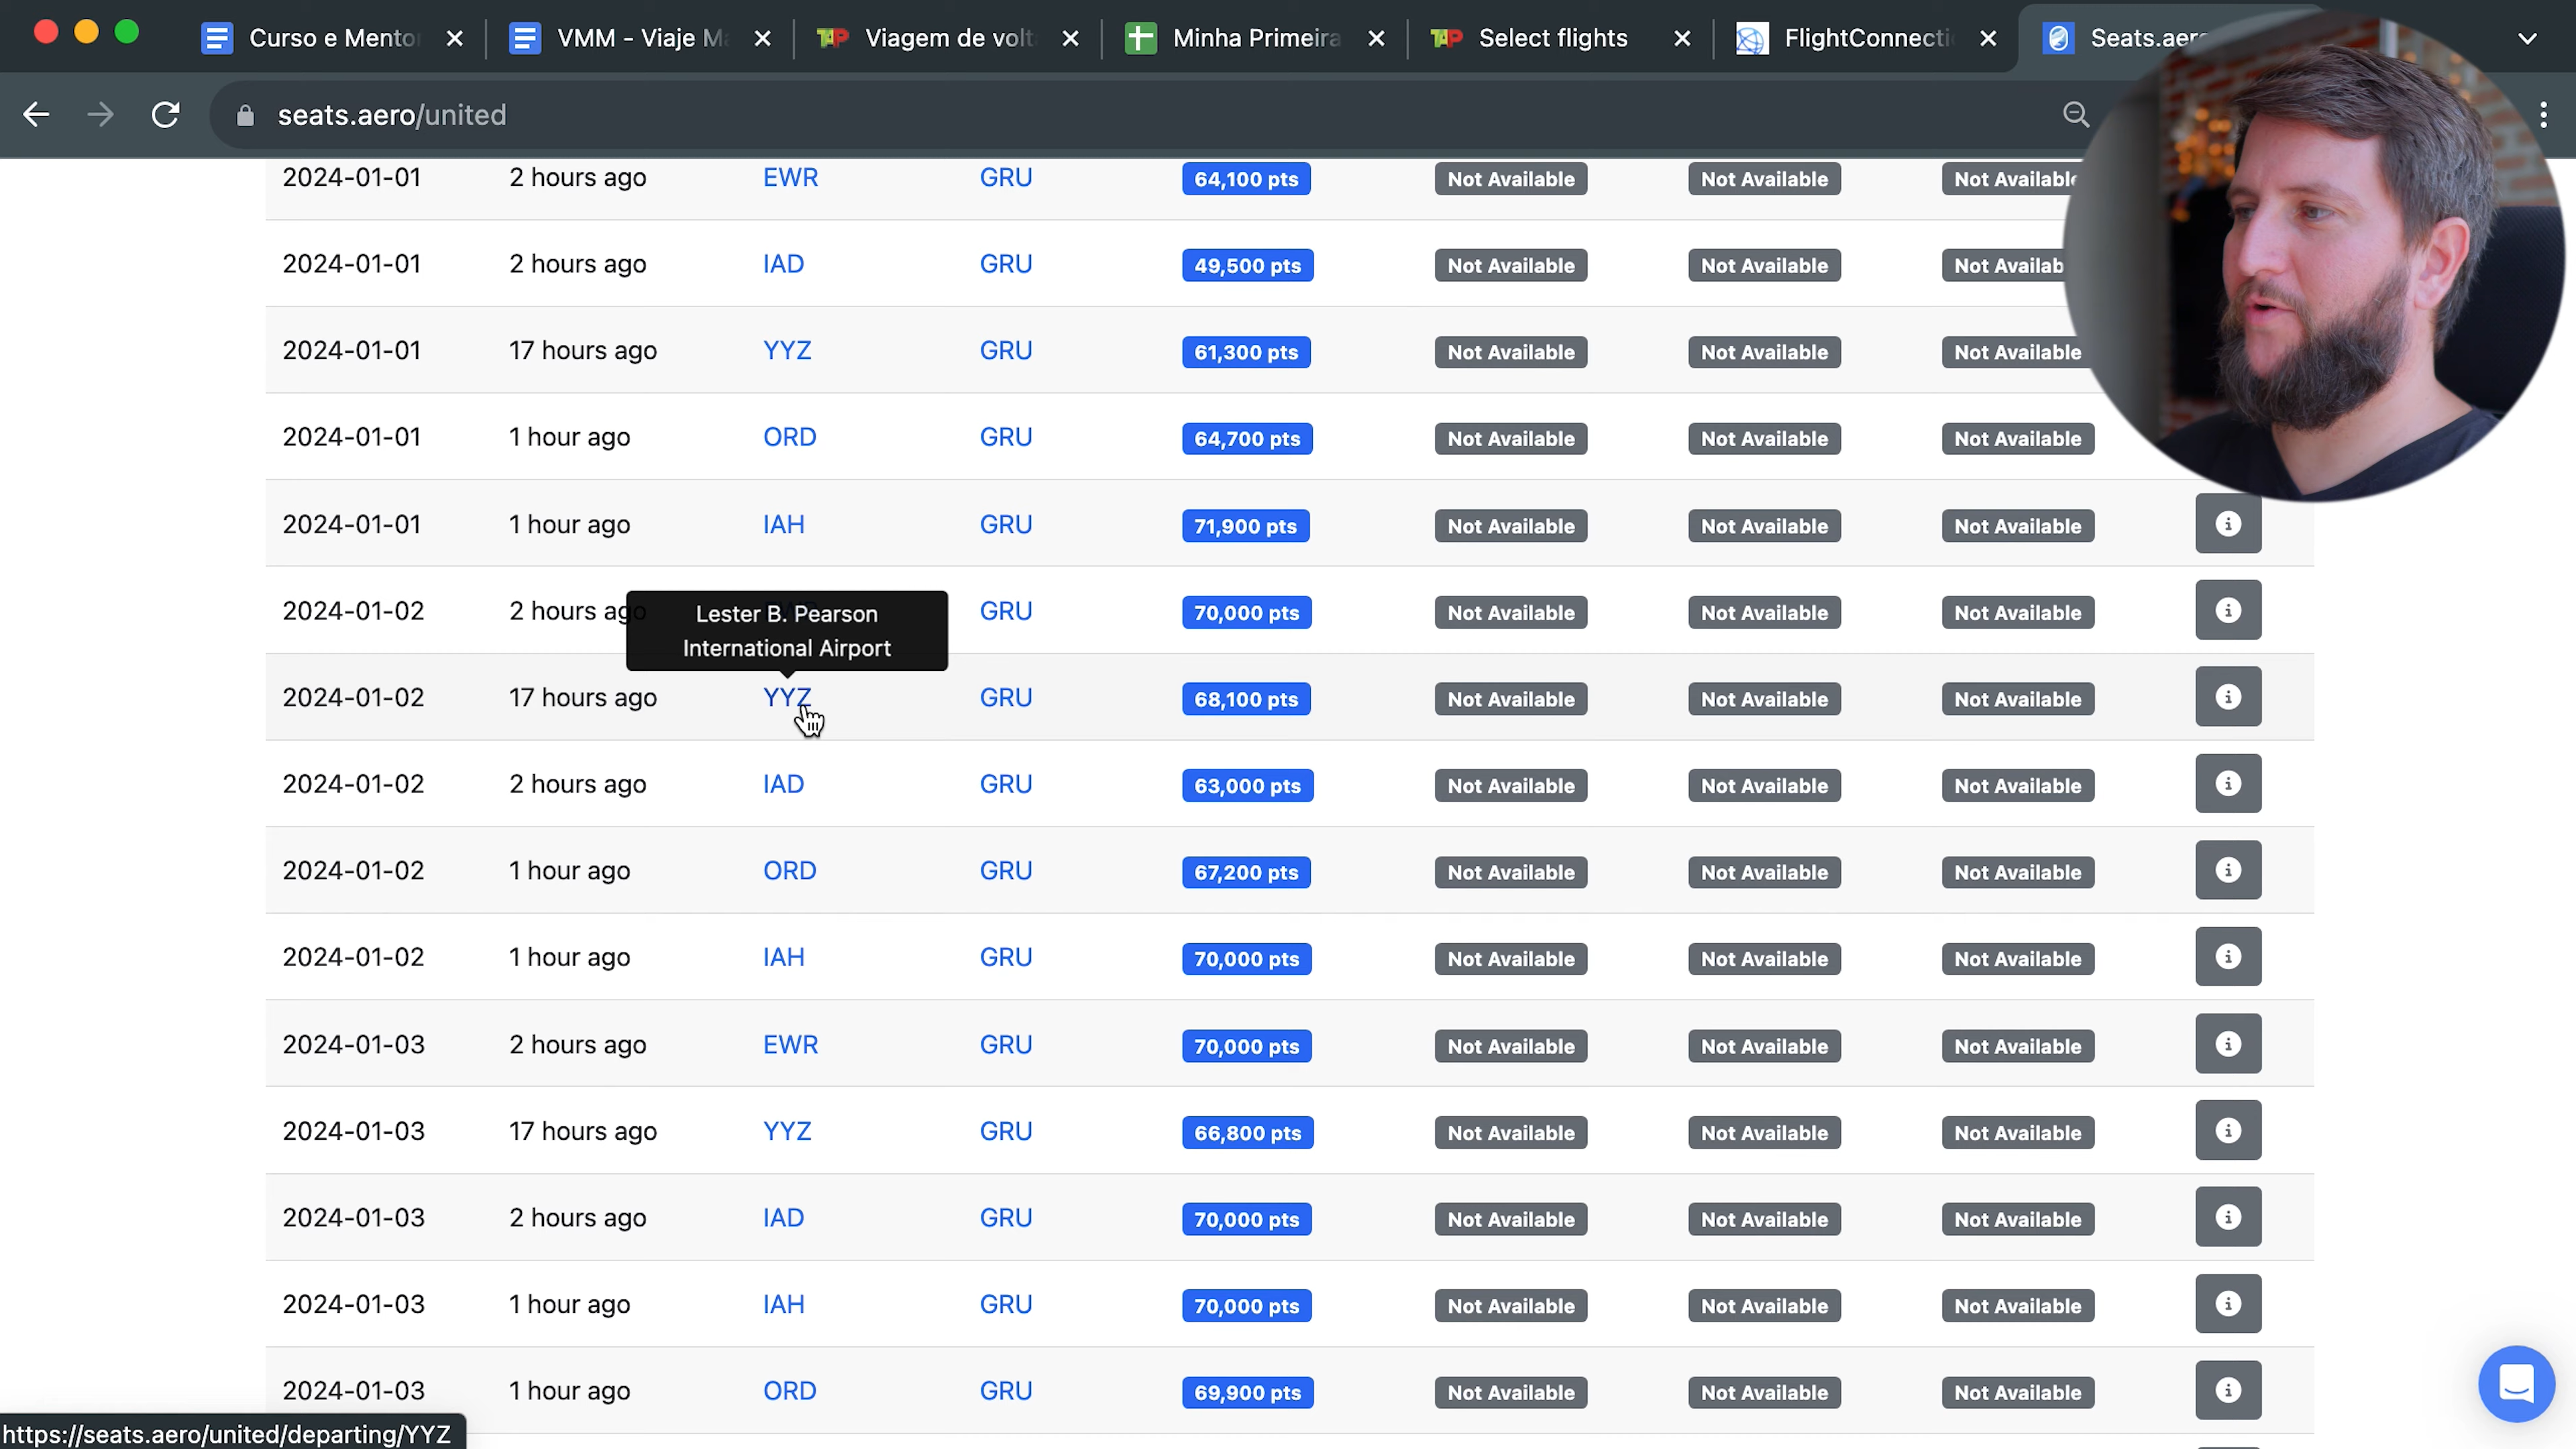 Curso e Mento
VMM - Viaje M
TAP Viagem de volt
Minha Primeira
TAP Select flights
FlightConnecti
Seats.aero
seats.aero/united
2024-01-01 2 hours ago EWR GRU 64,100 pts Not Available Not Available Not Available
2024-01-01 2 hours ago IAD GRU 49,500 pts Not Available Not Available Not Availab
2024-01-01 17 hours ago YYZ GRU 61,300 pts Not Available Not Available Not Available
2024-01-01 1 hour ago ORD GRU 64,700 pts Not Available Not Available Not Available
2024-01-01 1 hour ago IAH GRU 71,900 pts Not Available Not Available Not Available
2024-01-02 2 hours ago GRU 70,000 pts Not Available Not Available Not Available
Lester B. Pearson
International Airport
2024-01-02 17 hours ago YYZ GRU 68,100 pts Not Available Not Available Not Available
2024-01-02 2 hours ago IAD GRU 63,000 pts Not Available Not Available Not Available
2024-01-02 1 hour ago ORD GRU 67,200 pts Not Available Not Available Not Available
2024-01-02 1 hour ago IAH GRU 70,000 pts Not Available Not Available Not Available
2024-01-03 2 hours ago EWR GRU 70,000 pts Not Available Not Available Not Available
2024-01-03 17 hours ago YYZ GRU 66,800 pts Not Available Not Available Not Available
2024-01-03 2 hours ago IAD GRU 70,000 pts Not Available Not Available Not Available
2024-01-03 1 hour ago IAH GRU 70,000 pts Not Available Not Available Not Available
2024-01-03 1 hour ago ORD GRU 69,900 pts Not Available Not Available Not Available
https://seats.aero/united/departing/YYZ